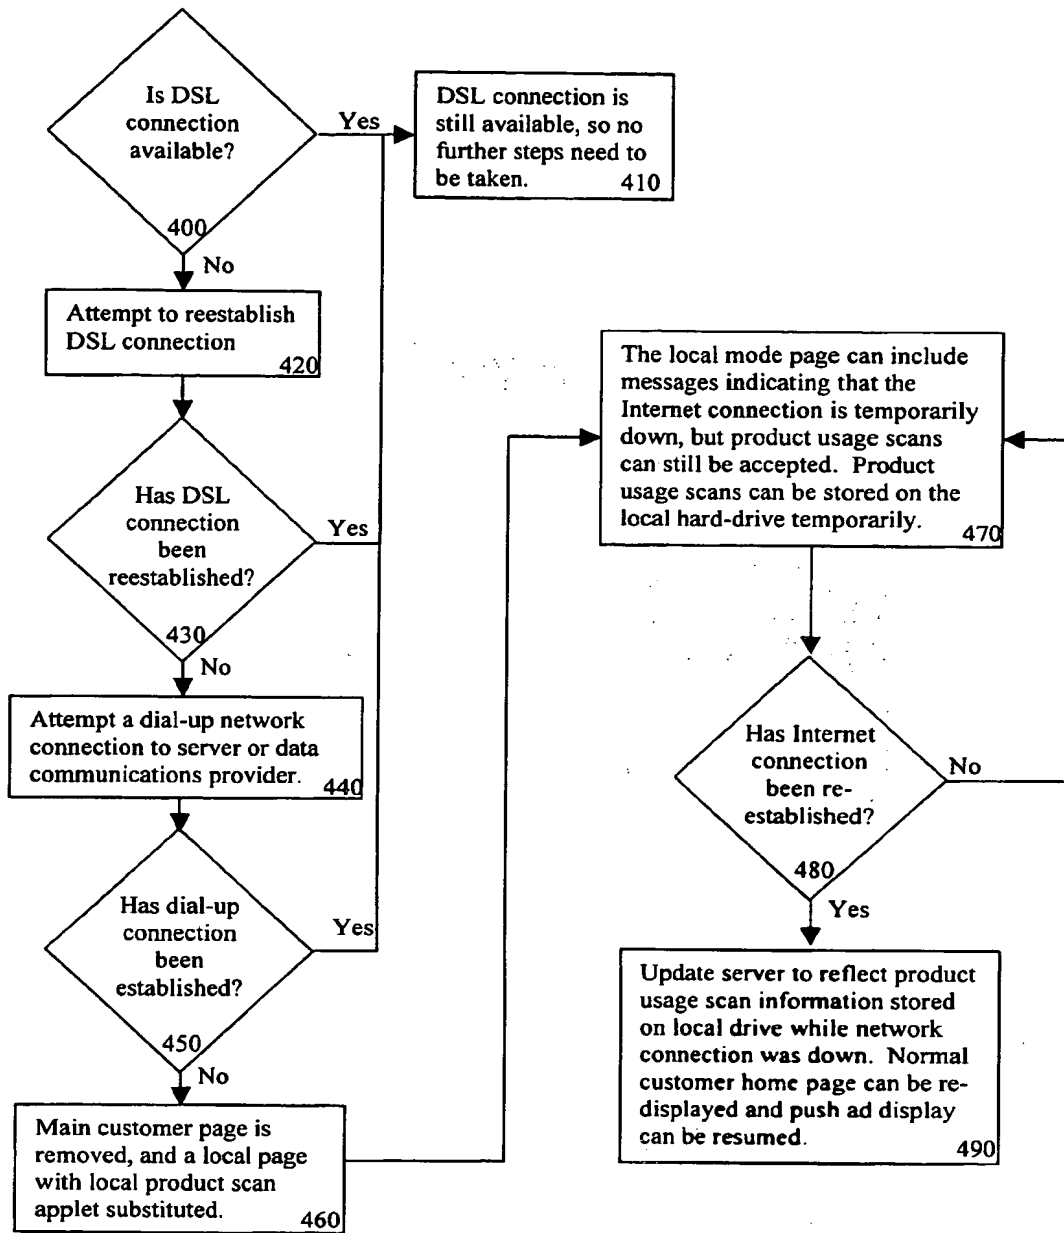 Is DSL
connection
available?
400
Yes
DSL connection is
still available, so no
further steps need to
be taken.
410
No
Attempt to reestablish
DSL connection
420
Has DSL
connection
been
reestablished?
430
Yes
No
Attempt a dial-up network
connection to server or data
communications provider.
440
Has dial-up
connection
been
established?
450
Yes
No
Main customer page is
removed, and a local page
with local product scan
applet substituted.
460
The local mode page can include
messages indicating that the
Internet connection is temporarily
down, but product usage scans
can still be accepted. Product
usage scans can be stored on the
local hard-drive temporarily.
470
Has Internet
connection
been re-
established?
480
No
Yes
Update server to reflect product
usage scan information stored
on local drive while network
connection was down. Normal
customer home page can be re-
displayed and push ad display
can be resumed.
490